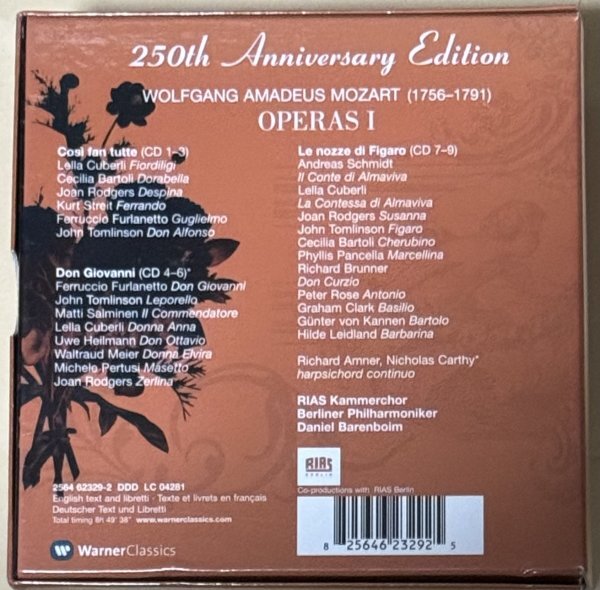 250th Anniversary Edition
WOLFGANG AMADEUS MOZART (1756–1791)
OPERAS I
Così fan tutte (CD 1–3)
Lella Cuberli Fiordiligi
Cecilia Bartoli Dorabella
Joan Rodgers Despina
Kurt Streit Ferrando
Ferruccio Furlanetto Guglielmo
John Tomlinson Don Alfonso
Don Giovanni (CD 4–6)*
Ferruccio Furlanetto Don Giovanni
John Tomlinson Leporello
Matti Salminen Il Commendatore
Lella Cuberli Donna Anna
Uwe Heilmann Don Ottavio
Waltraud Meier Donna Elvira
Michele Pertusi Masetto
Joan Rodgers Zerlina
Le nozze di Figaro (CD 7–9)
Andreas Schmidt
Il Conte di Almaviva
Lella Cuberli
La Contessa di Almaviva
Joan Rodgers Susanna
John Tomlinson Figaro
Cecilia Bartoli Cherubino
Phyllis Pancella Marcellina
Richard Brunner
Don Curzio
Peter Rose Antonio
Graham Clark Basilio
Günter von Kannen Bartolo
Hilde Leidland Barbarina
Richard Amner, Nicholas Carthy*
harpsichord continuo
RIAS Kammerchor
Berliner Philharmoniker
Daniel Barenboim
RIAS
BERLIN
Co-productions with RIAS Berlin
2564 62329-2 DDD LC 04281
English text and libretti · Texte et livrets en français
Deutscher Text und Libretti
Total timing 8h 49' 38" www.warnerclassics.com
WarnerClassics
8 25646 23292 5